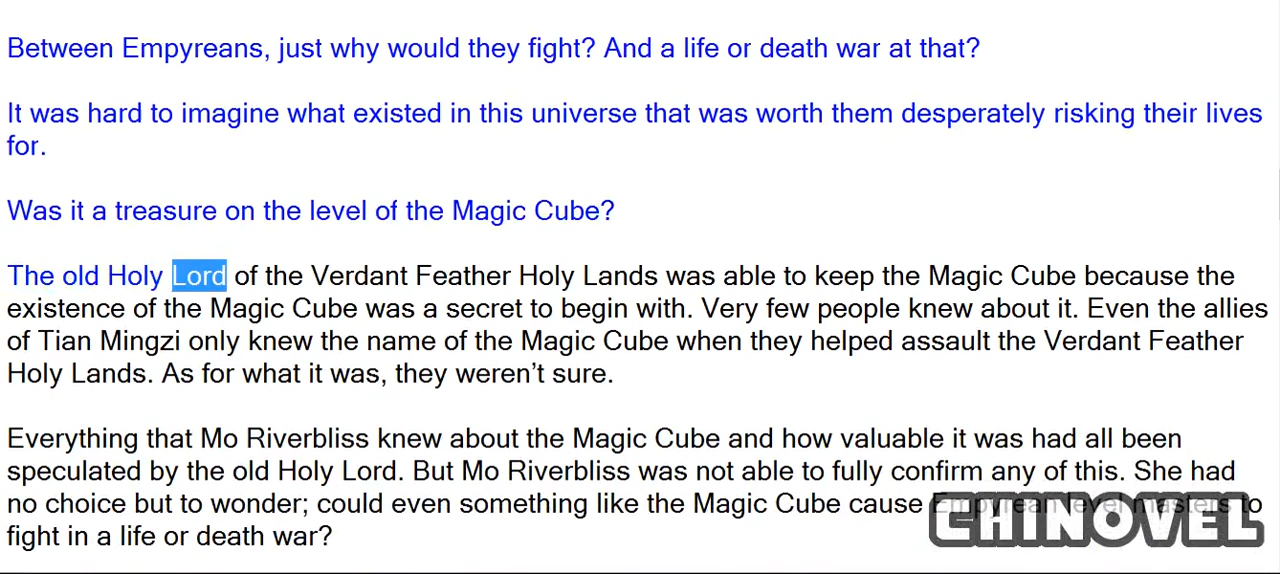 Between Empyreans, just why would they fight? And a life or death war at that?
It was hard to imagine what existed in this universe that was worth them desperately risking their lives
for.
Was it a treasure on the level of the Magic Cube?
The old Holy Lord of the Verdant Feather Holy Lands was able to keep the Magic Cube because the
existence of the Magic Cube was a secret to begin with. Very few people knew about it. Even the allies
of Tian Mingzi only knew the name of the Magic Cube when they helped assault the Verdant Feather
Holy Lands. As for what it was, they weren’t sure.
Everything that Mo Riverbliss knew about the Magic Cube and how valuable it was had all been
speculated by the old Holy Lord. But Mo Riverbliss was not able to fully confirm any of this. She had
no choice but to wonder; could even something like the Magic Cube cause Empyrean level masters to
fight in a life or death war?
CHINOVEL